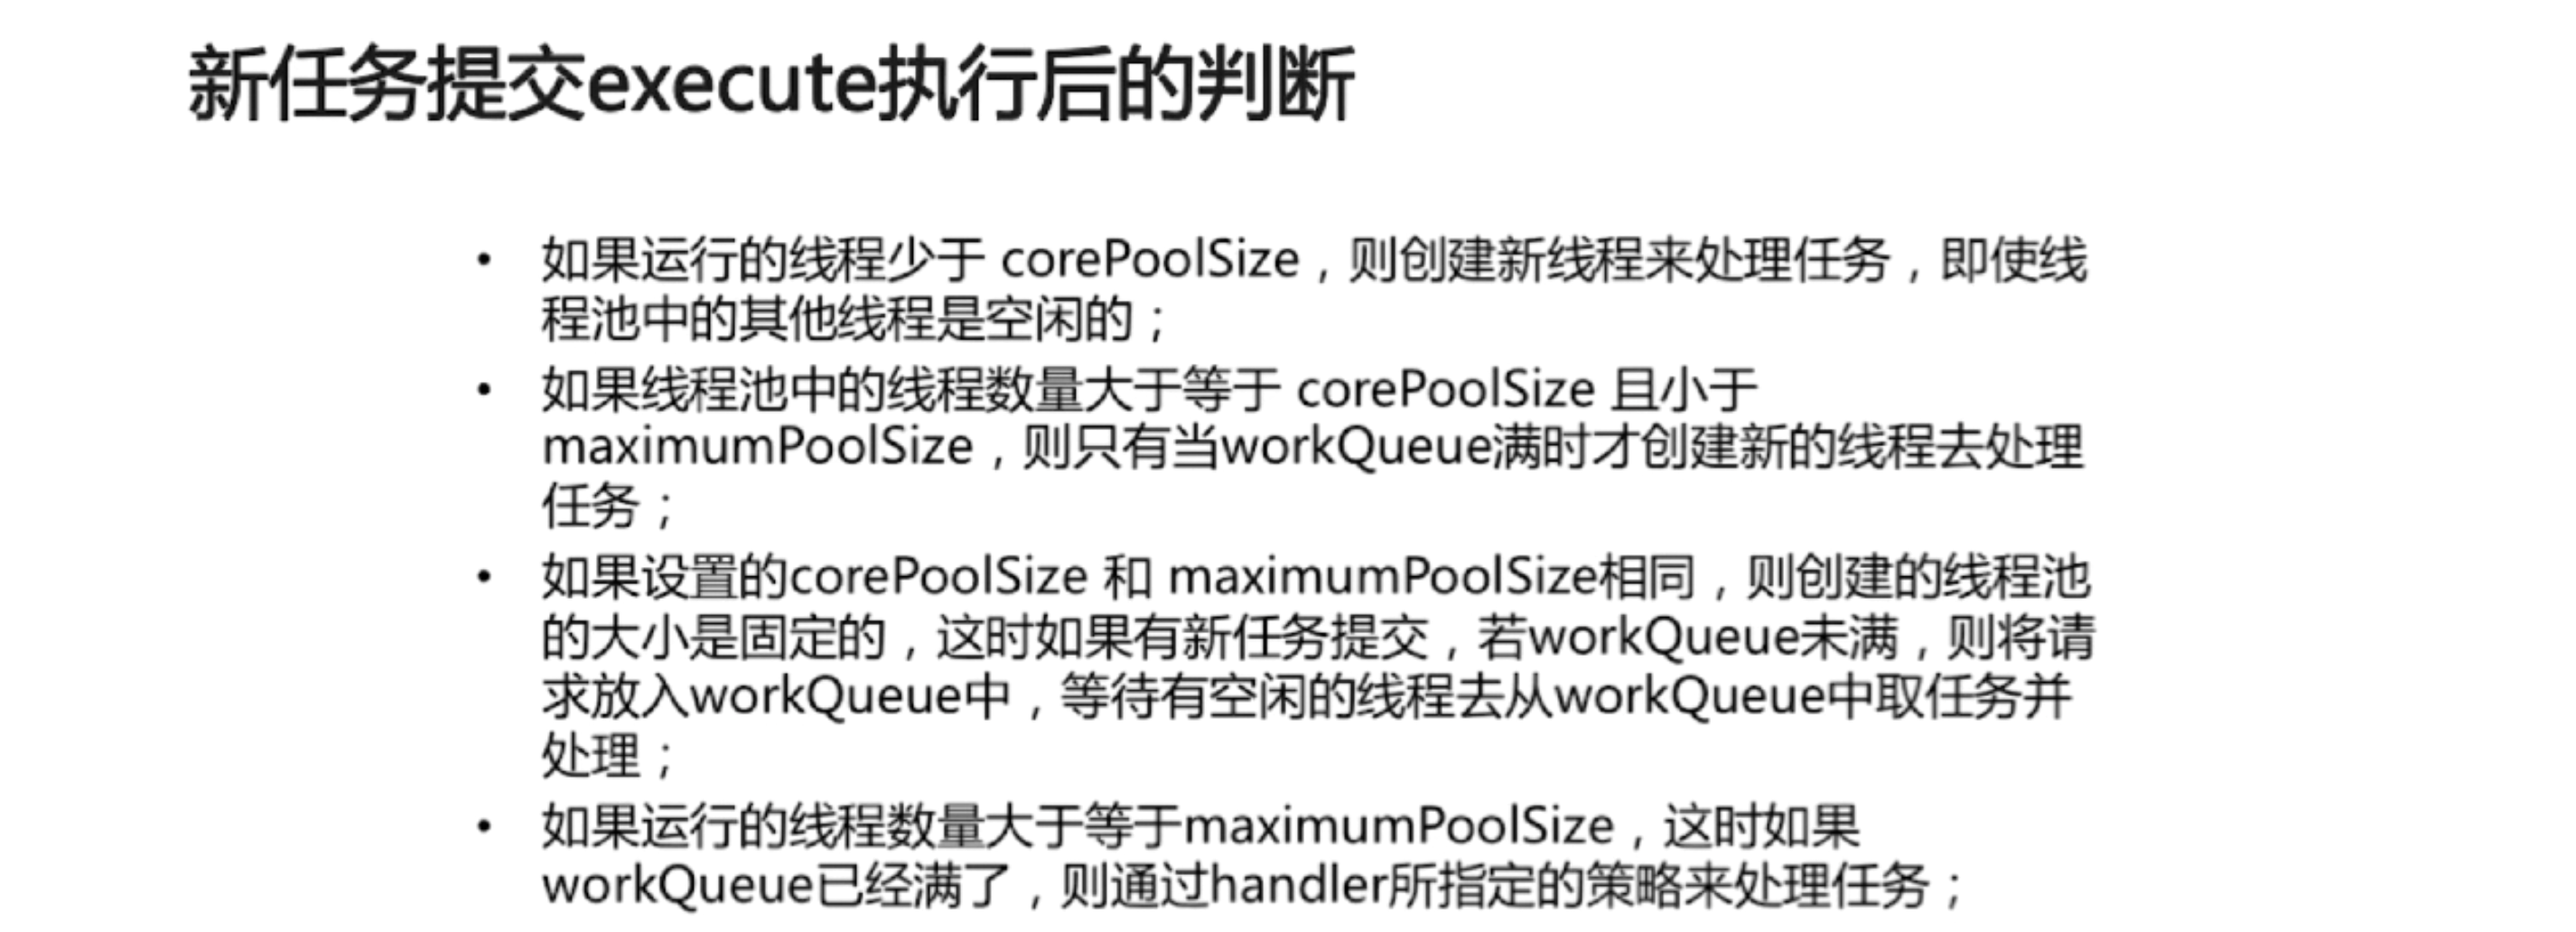 新任务提交execute执行后的判断
• 如果运行的线程少于 corePoolSize，则创建新线程来处理任务，即使线
程池中的其他线程是空闲的；
• 如果线程池中的线程数量大于等于 corePoolSize 且小于
maximumPoolSize，则只有当workQueue满时才创建新的线程去处理
任务；
• 如果设置的corePoolSize 和 maximumPoolSize相同，则创建的线程池
的大小是固定的，这时如果有新任务提交，若workQueue未满，则将请
求放入workQueue中，等待有空闲的线程去从workQueue中取任务并
处理；
• 如果运行的线程数量大于等于maximumPoolSize，这时如果
workQueue已经满了，则通过handler所指定的策略来处理任务；